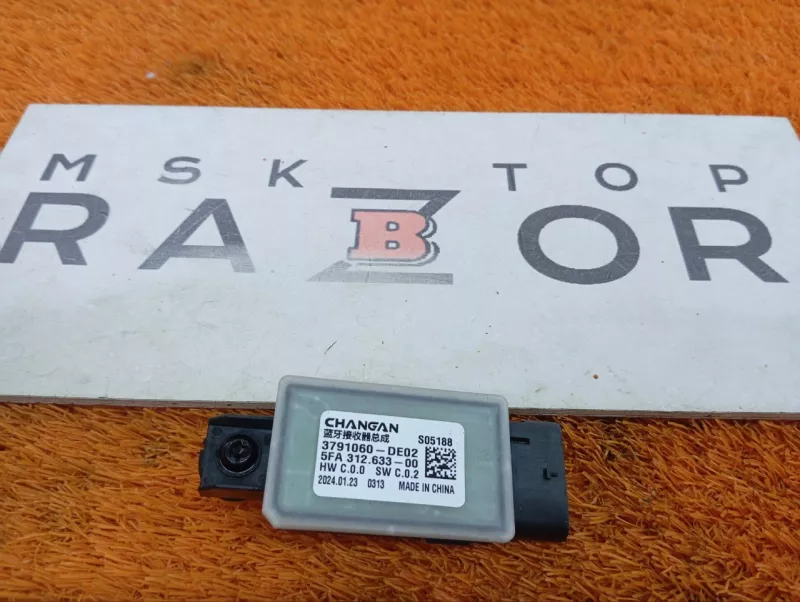 MSK TOP
RAZBOR
CHANGAN
蓝牙接收器总成 S05188
3791060-DE02
5FA 312.633-00
HW C.0.0 SW C.0.2
2024.01.23 0313 MADE IN CHINA